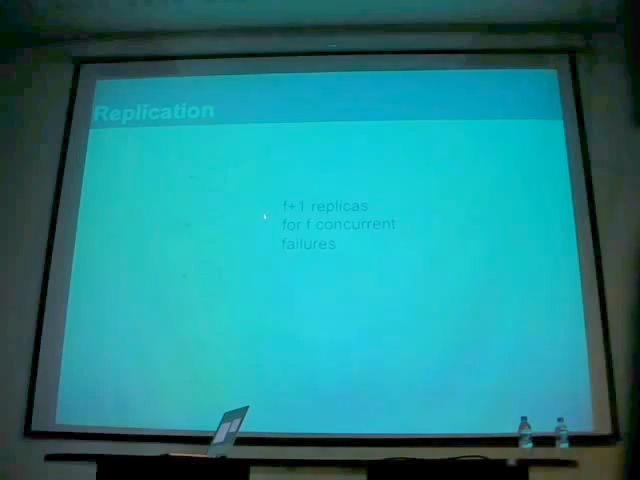 Replication
f+1 replicas
for f concurrent
failures